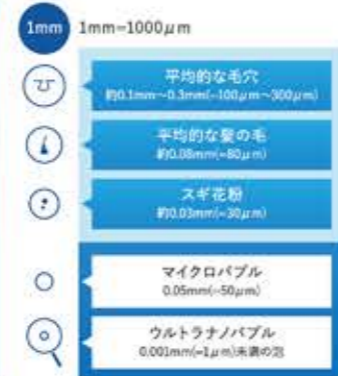 1mm 1mm=1000μm
平均的な毛穴
約0.1mm〜0.3mm(=100μm〜300μm)
平均的な髪の毛
約0.08mm(=80μm)
スギ花粉
約0.03mm(=30μm)
マイクロバブル
0.05mm(=50μm)
ウルトラナノバブル
0.001mm(=1μm)未満の泡